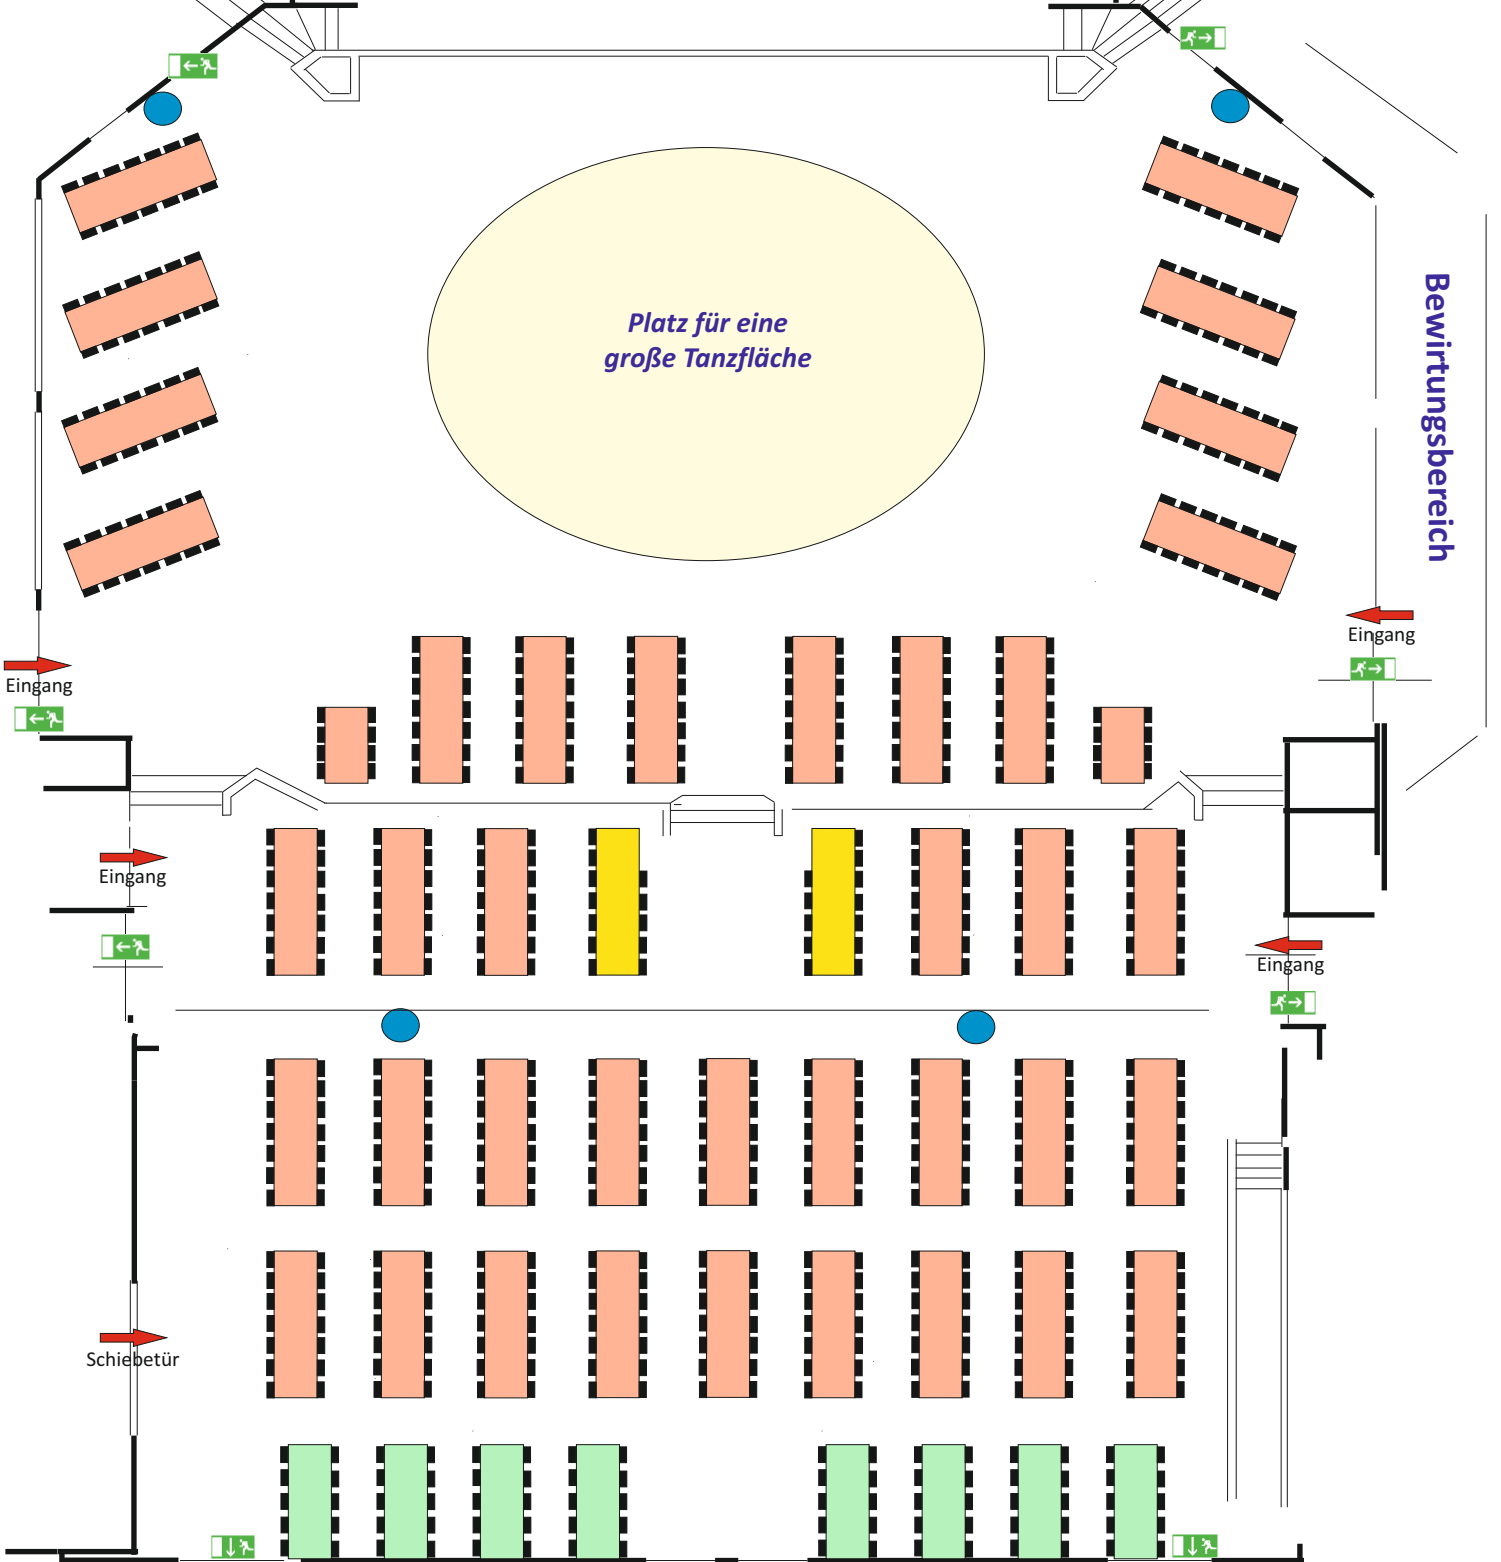 Platz für eine
große Tanzfläche
Bewirtungsbereich
Eingang
Eingang
Eingang
Eingang
Schiebetür